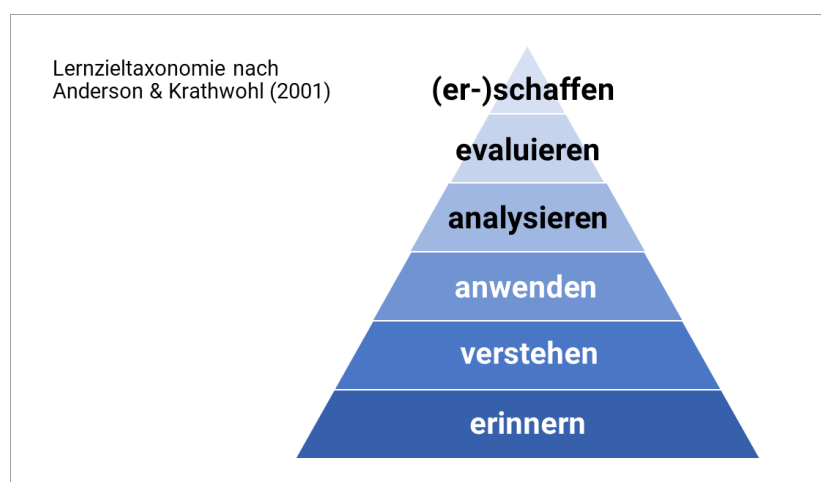 Lernzieltaxonomie nach
Anderson & Krathwohl (2001)
(er-)schaffen
evaluieren
analysieren
anwenden
verstehen
erinnern